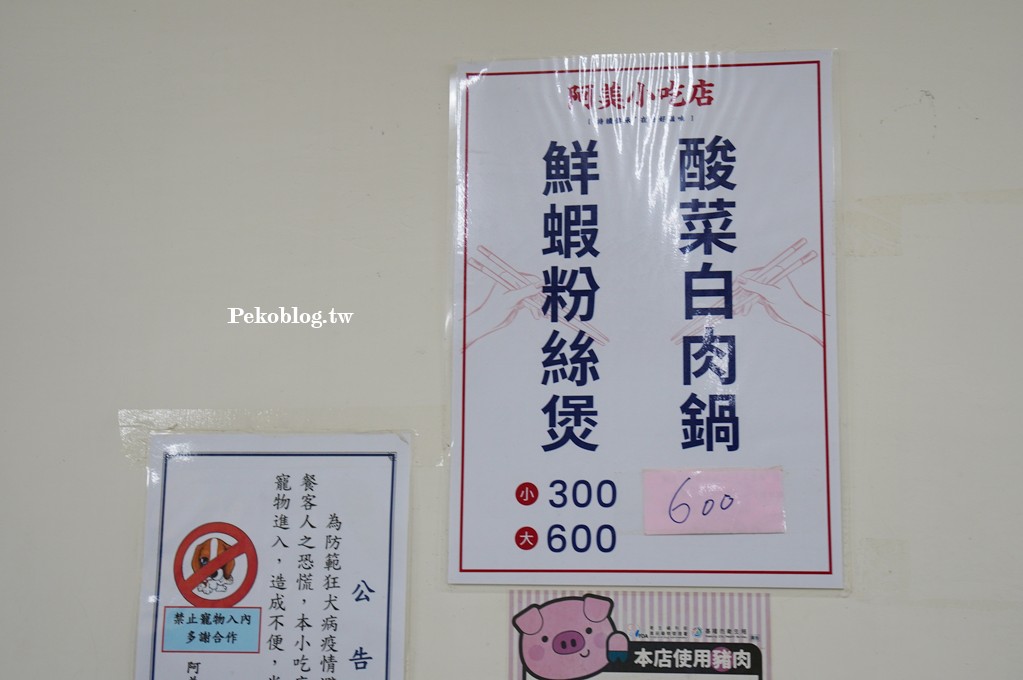 阿美小吃店
酸菜白肉鍋
600
鮮蝦粉絲煲
小 300
大 600
Pekoblog.tw
公告
為防範狂犬病疫情
餐客人之恐慌，本小吃
寵物進入，造成不便，
禁止寵物入內
多謝合作
阿
本店使用豬肉